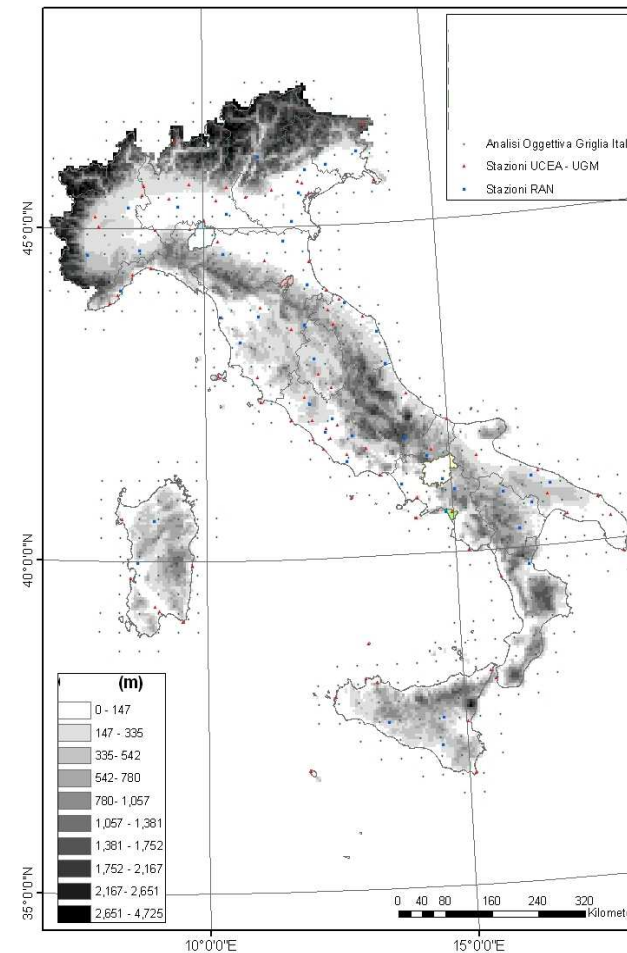 Analisi Oggettiva Griglia Ital
Stazioni UCEA - UGM
Stazioni RAN
45°0'0"N
40°0'0"N
35°0'0"N
(m)
0 - 147
147 - 335
335- 542
542- 780
780- 1,057
1,057 - 1,381
1,381 - 1,752
1,752 - 2,167
2,167- 2,651
2,651 - 4,725
0 40 80 160 240 320
Kilomete
10°0'0"E
15°0'0"E